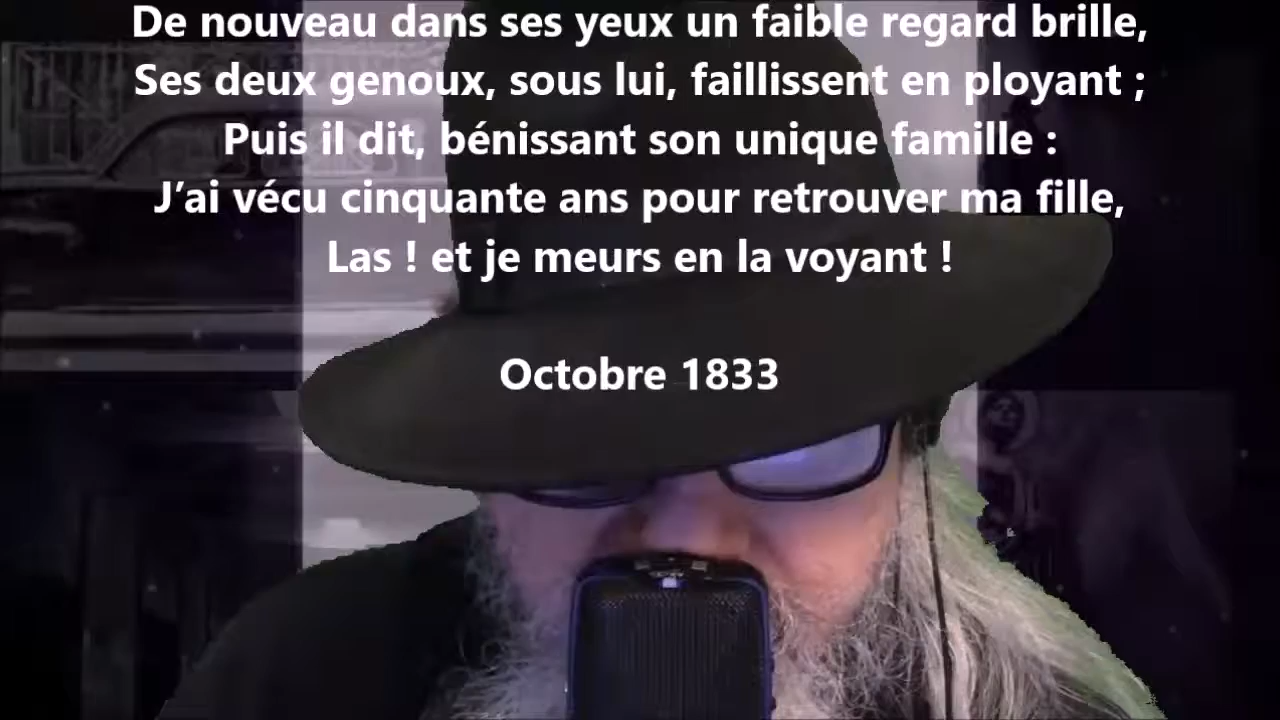 De nouveau dans ses yeux un faible regard brille,
Ses deux genoux, sous lui, faillissent en ployant ;
Puis il dit, bénissant son unique famille :
J’ai vécu cinquante ans pour retrouver ma fille,
Las ! et je meurs en la voyant !
Octobre 1833